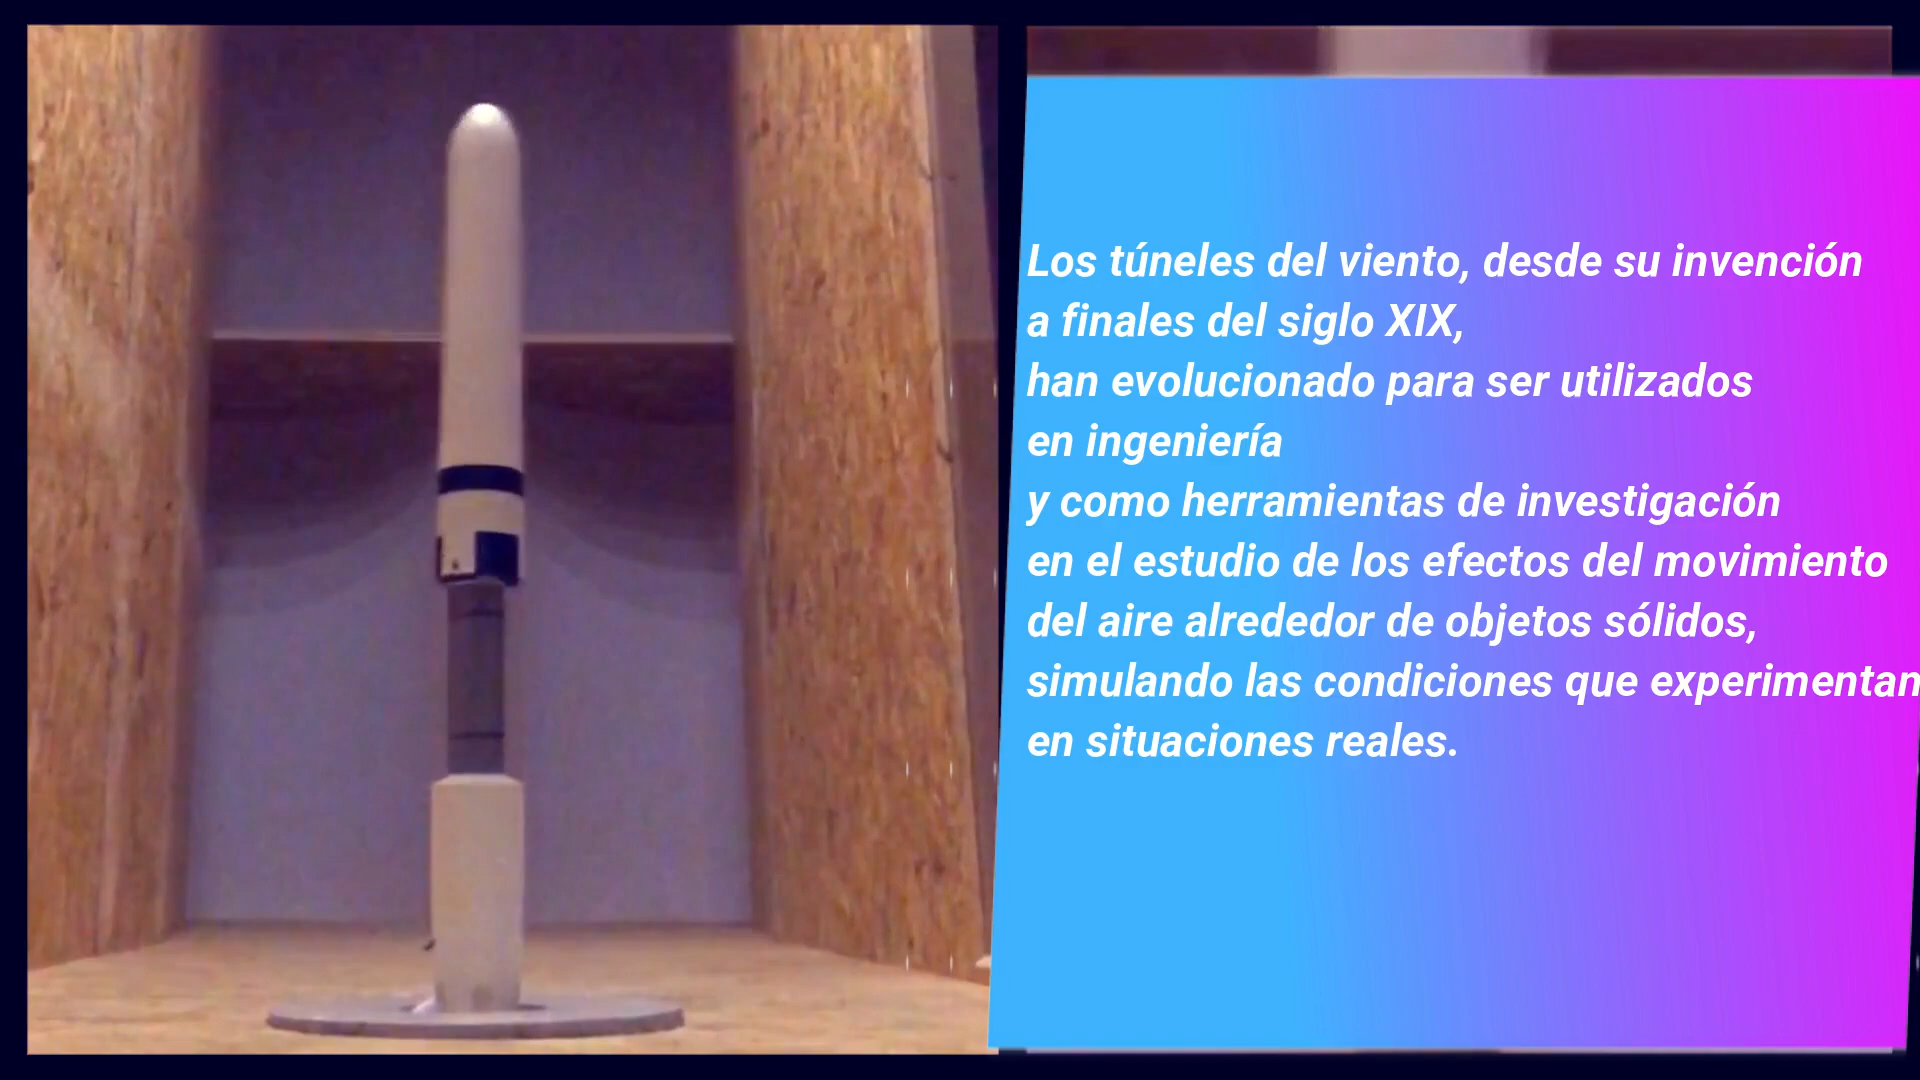 Los túneles del viento, desde su invención
a finales del siglo XIX,
han evolucionado para ser utilizados
en ingeniería
y como herramientas de investigación
en el estudio de los efectos del movimiento
del aire alrededor de objetos sólidos,
simulando las condiciones que experimentan
en situaciones reales.